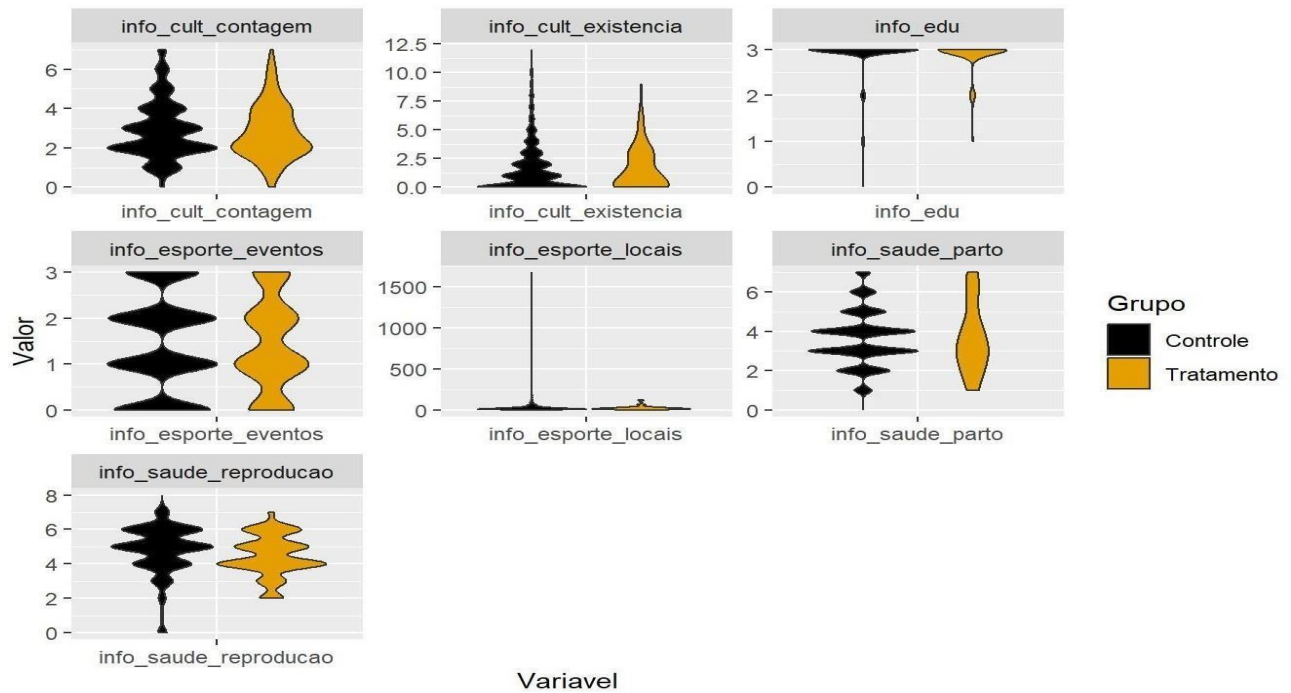 info_cult_contagem
6
4
2
0
info_cult_contagem
info_cult_existencia
12.5
10.0
7.5
5.0
2.5
0.0
info_cult_existencia
info_edu
3
2
1
0
info_edu
Valor
info_esporte_eventos
3
2
1
0
info_esporte_eventos
info_esporte_locais
1500
1000
500
0
info_esporte_locais
info_saude_parto
6
4
2
0
info_saude_parto
info_saude_reproducao
8
6
4
2
0
info_saude_reproducao
Variavel
Grupo
Controle
Tratamento